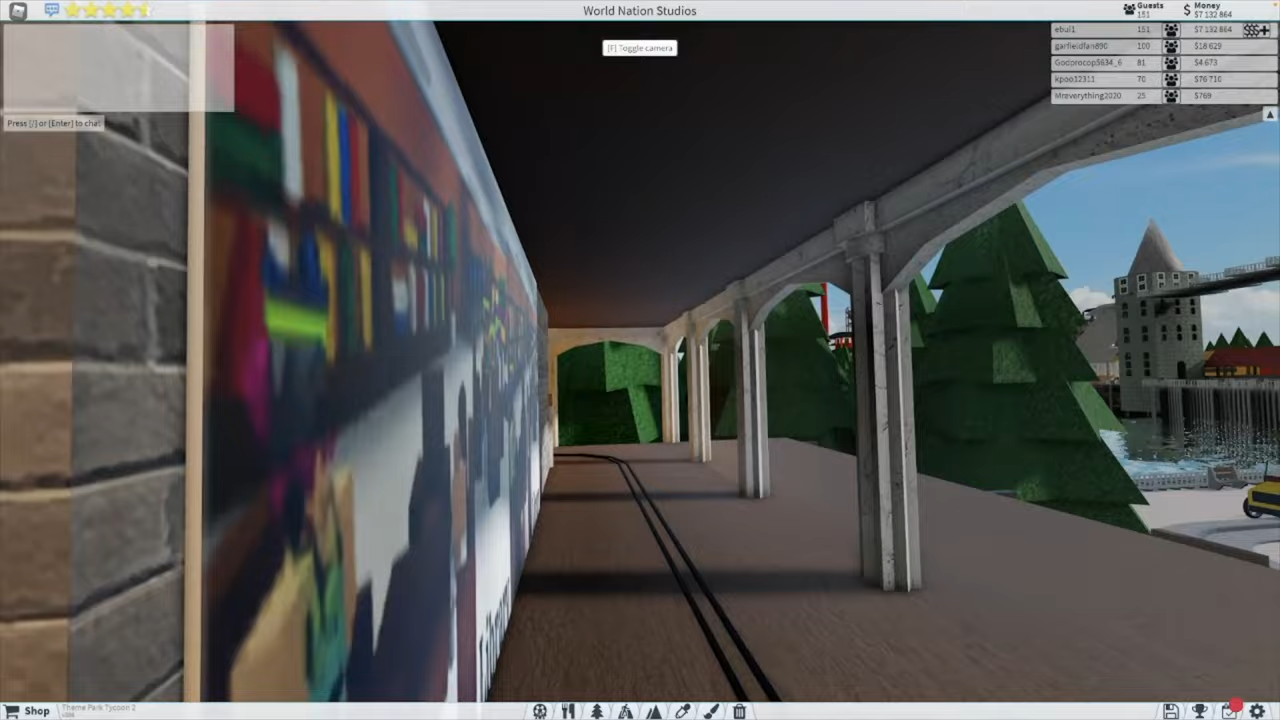 World Nation Studios
Guests
151
Money
$7 132 864
[F] Toggle camera
ebul1 151 $7 132 864 $$$+
garfieldfan890 100 $18 629
Godprocop5634_6 81 $4 673
kpoo12311 70 $76 710
Mreverything2020 25 $769
Press [/] or [Enter] to chat
Shop
Theme Park Tycoon 2